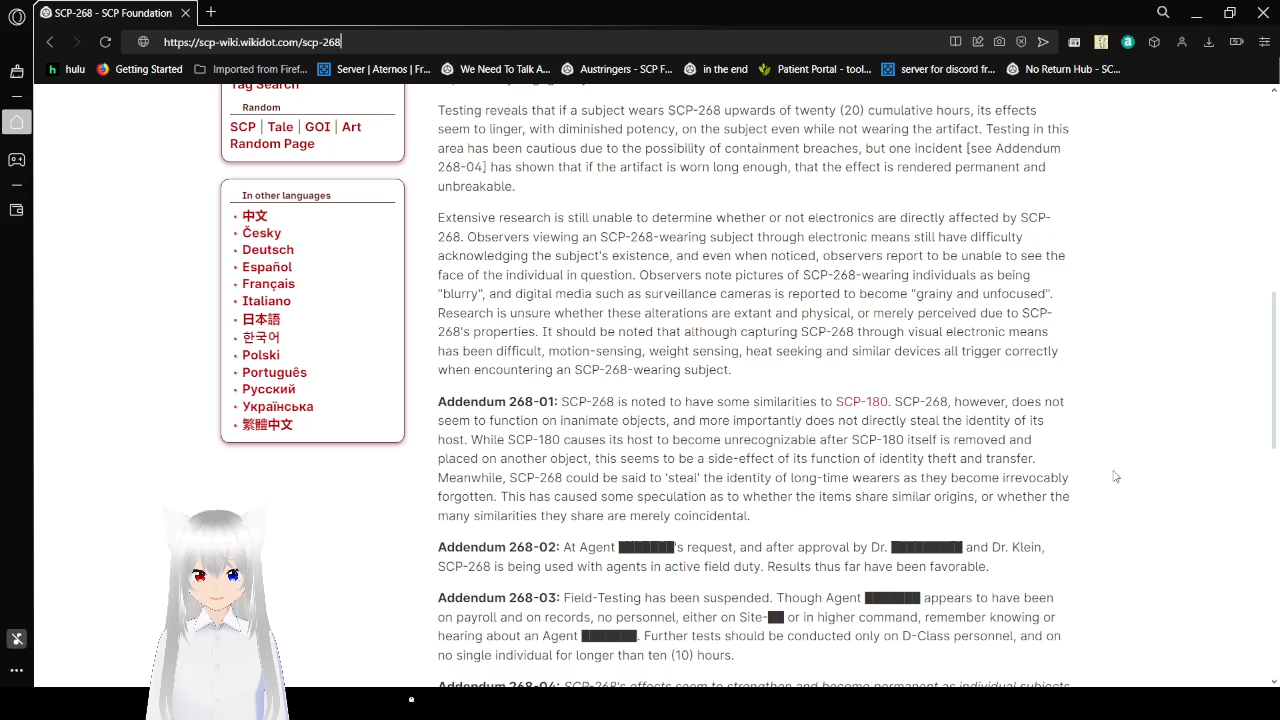 SCP-268 - SCP Foundation
https://scp-wiki.wikidot.com/scp-268
hulu
Getting Started
Imported from Firef...
Server | Aternos | Fr...
We Need To Talk A...
Austringers - SCP F...
in the end
Patient Portal - tool...
server for discord fr...
No Return Hub - SC...
Tag Search
Random
SCP | Tale | GOI | Art
Random Page
In other languages
中文
Česky
Deutsch
Español
Français
Italiano
日本語
한국어
Polski
Português
Русский
Українська
繁體中文
Testing reveals that if a subject wears SCP-268 upwards of twenty (20) cumulative hours, its effects
seem to linger, with diminished potency, on the subject even while not wearing the artifact. Testing in this
area has been cautious due to the possibility of containment breaches, but one incident [see Addendum
268-04] has shown that if the artifact is worn long enough, that the effect is rendered permanent and
unbreakable.
Extensive research is still unable to determine whether or not electronics are directly affected by SCP-
268. Observers viewing an SCP-268-wearing subject through electronic means still have difficulty
acknowledging the subject's existence, and even when noticed, observers report to be unable to see the
face of the individual in question. Observers note pictures of SCP-268-wearing individuals as being
"blurry", and digital media such as surveillance cameras is reported to become "grainy and unfocused".
Research is unsure whether these alterations are extant and physical, or merely perceived due to SCP-
268's properties. It should be noted that although capturing SCP-268 through visual electronic means
has been difficult, motion-sensing, weight sensing, heat seeking and similar devices all trigger correctly
when encountering an SCP-268-wearing subject.
Addendum 268-01: SCP-268 is noted to have some similarities to SCP-180. SCP-268, however, does not
seem to function on inanimate objects, and more importantly does not directly steal the identity of its
host. While SCP-180 causes its host to become unrecognizable after SCP-180 itself is removed and
placed on another object, this seems to be a side-effect of its function of identity theft and transfer.
Meanwhile, SCP-268 could be said to 'steal' the identity of long-time wearers as they become irrevocably
forgotten. This has caused some speculation as to whether the items share similar origins, or whether the
many similarities they share are merely coincidental.
Addendum 268-02: At Agent ███████'s request, and after approval by Dr. █████████ and Dr. Klein,
SCP-268 is being used with agents in active field duty. Results thus far have been favorable.
Addendum 268-03: Field-Testing has been suspended. Though Agent ███████ appears to have been
on payroll and on records, no personnel, either on Site-██ or in higher command, remember knowing or
hearing about an Agent ███████. Further tests should be conducted only on D-Class personnel, and on
no single individual for longer than ten (10) hours.
Addendum 268-04: SCP-268's effects seem to strengthen and become permanent as individual subjects